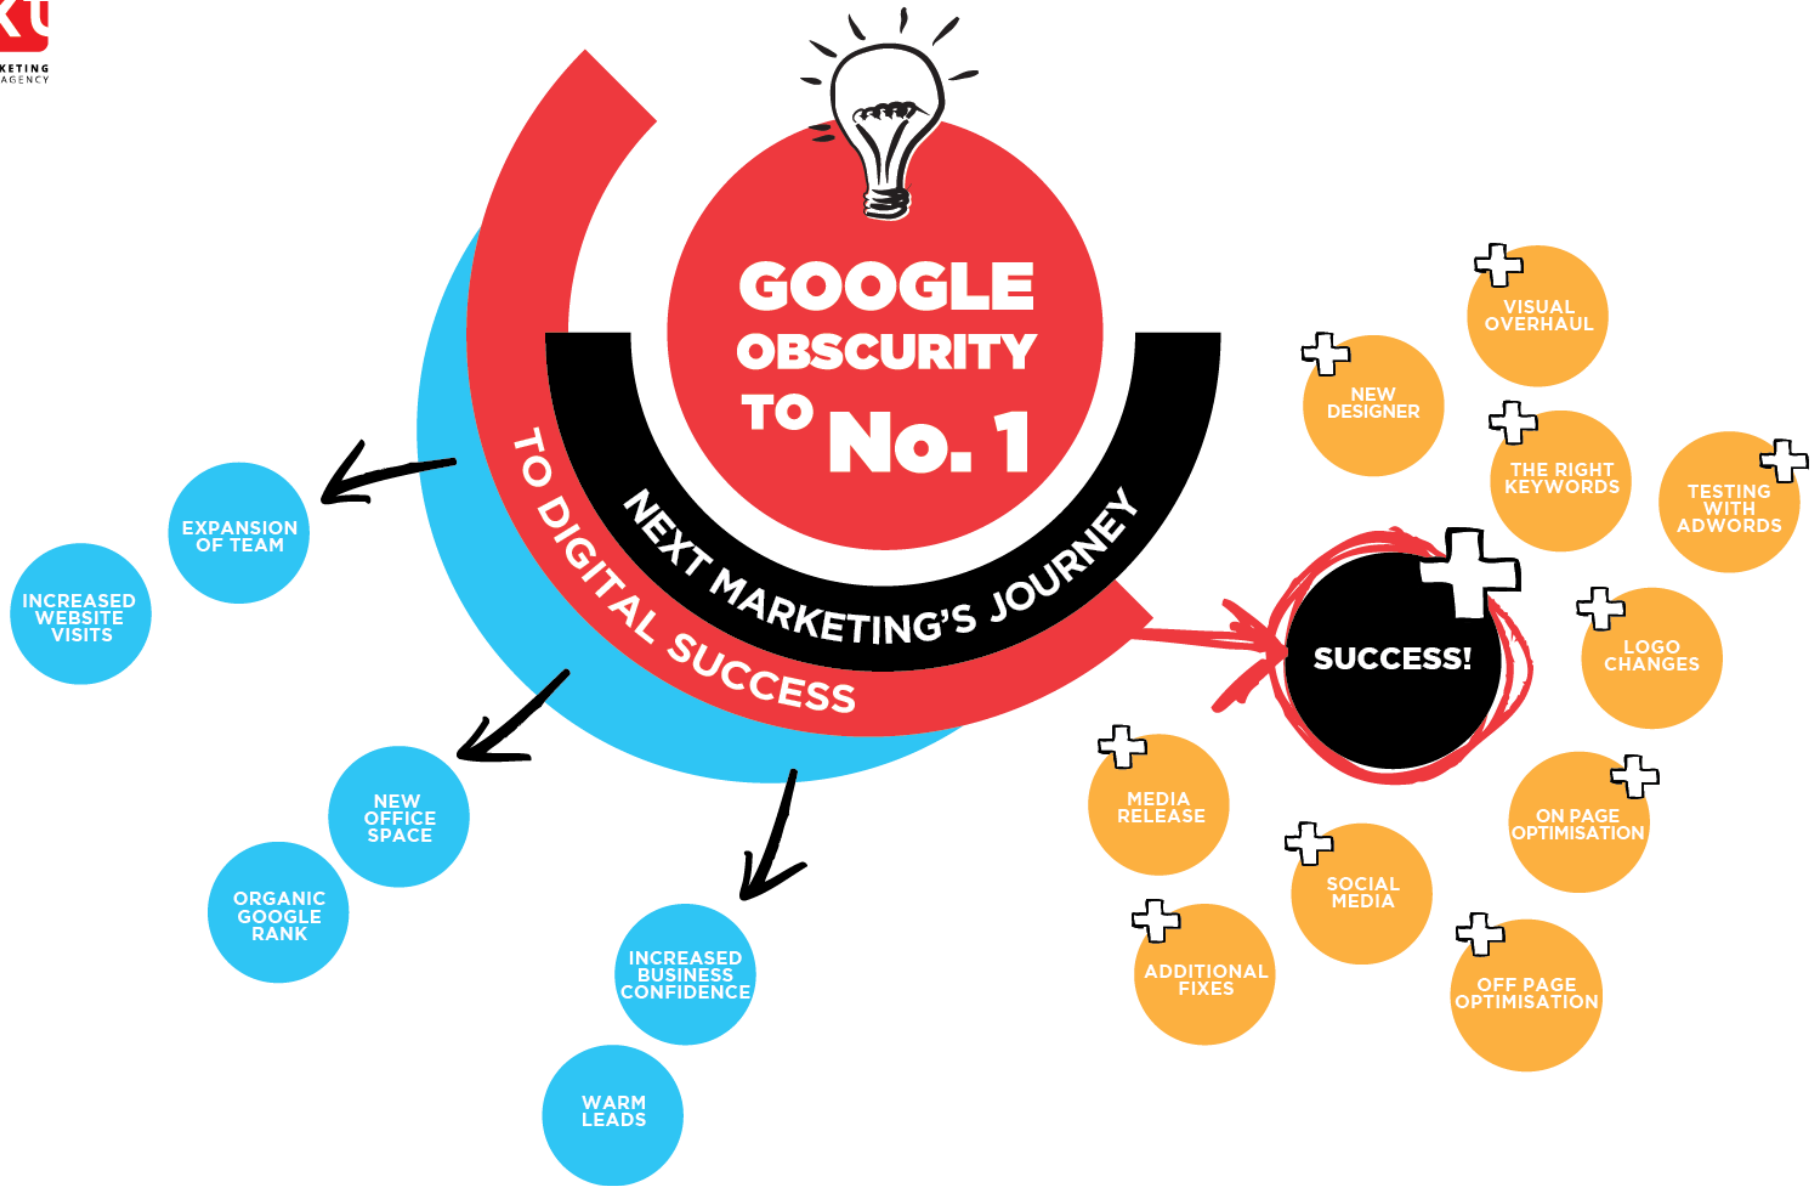 KETING
AGENCY
GOOGLE
OBSCURITY
TO No. 1
NEXT MARKETING'S JOURNEY
TO DIGITAL SUCCESS
EXPANSION
OF TEAM
INCREASED
WEBSITE
VISITS
NEW
OFFICE
SPACE
ORGANIC
GOOGLE
RANK
INCREASED
BUSINESS
CONFIDENCE
WARM
LEADS
SUCCESS!
VISUAL
OVERHAUL
NEW
DESIGNER
THE RIGHT
KEYWORDS
TESTING
WITH
ADWORDS
LOGO
CHANGES
MEDIA
RELEASE
ON PAGE
OPTIMISATION
SOCIAL
MEDIA
ADDITIONAL
FIXES
OFF PAGE
OPTIMISATION